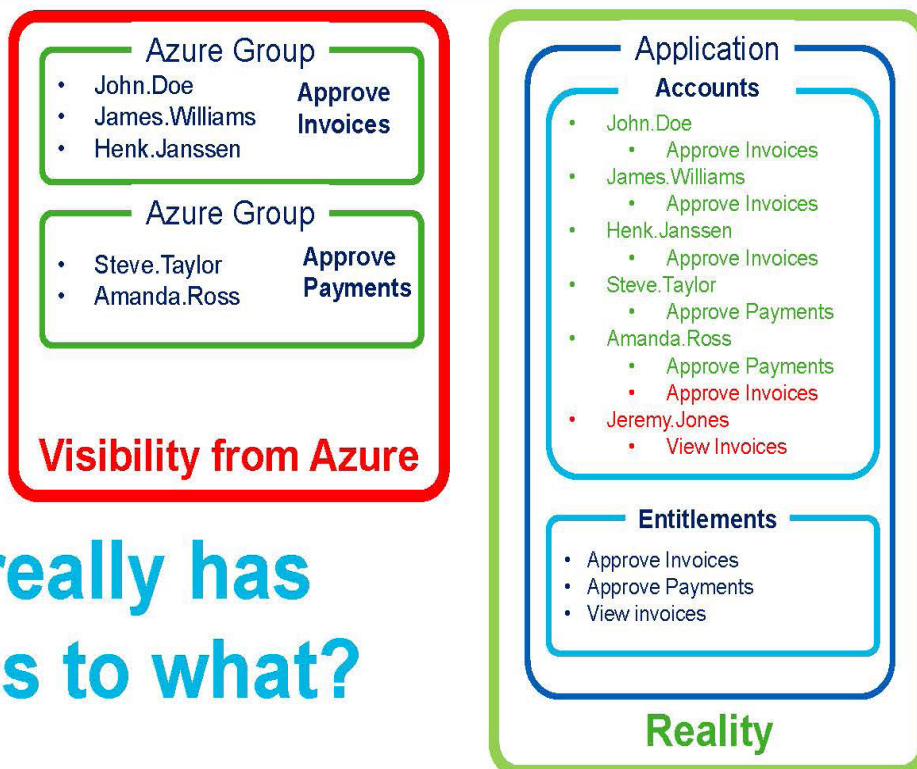 Azure Group
• John.Doe
• James.Williams
• Henk.Janssen
Approve
Invoices
Azure Group
• Steve.Taylor
• Amanda.Ross
Approve
Payments
Visibility from Azure
really has
s to what?
Application
Accounts
• John.Doe
• Approve Invoices
• James.Williams
• Approve Invoices
• Henk.Janssen
• Approve Invoices
• Steve.Taylor
• Approve Payments
• Amanda.Ross
• Approve Payments
• Approve Invoices
• Jeremy.Jones
• View Invoices
Entitlements
• Approve Invoices
• Approve Payments
• View invoices
Reality